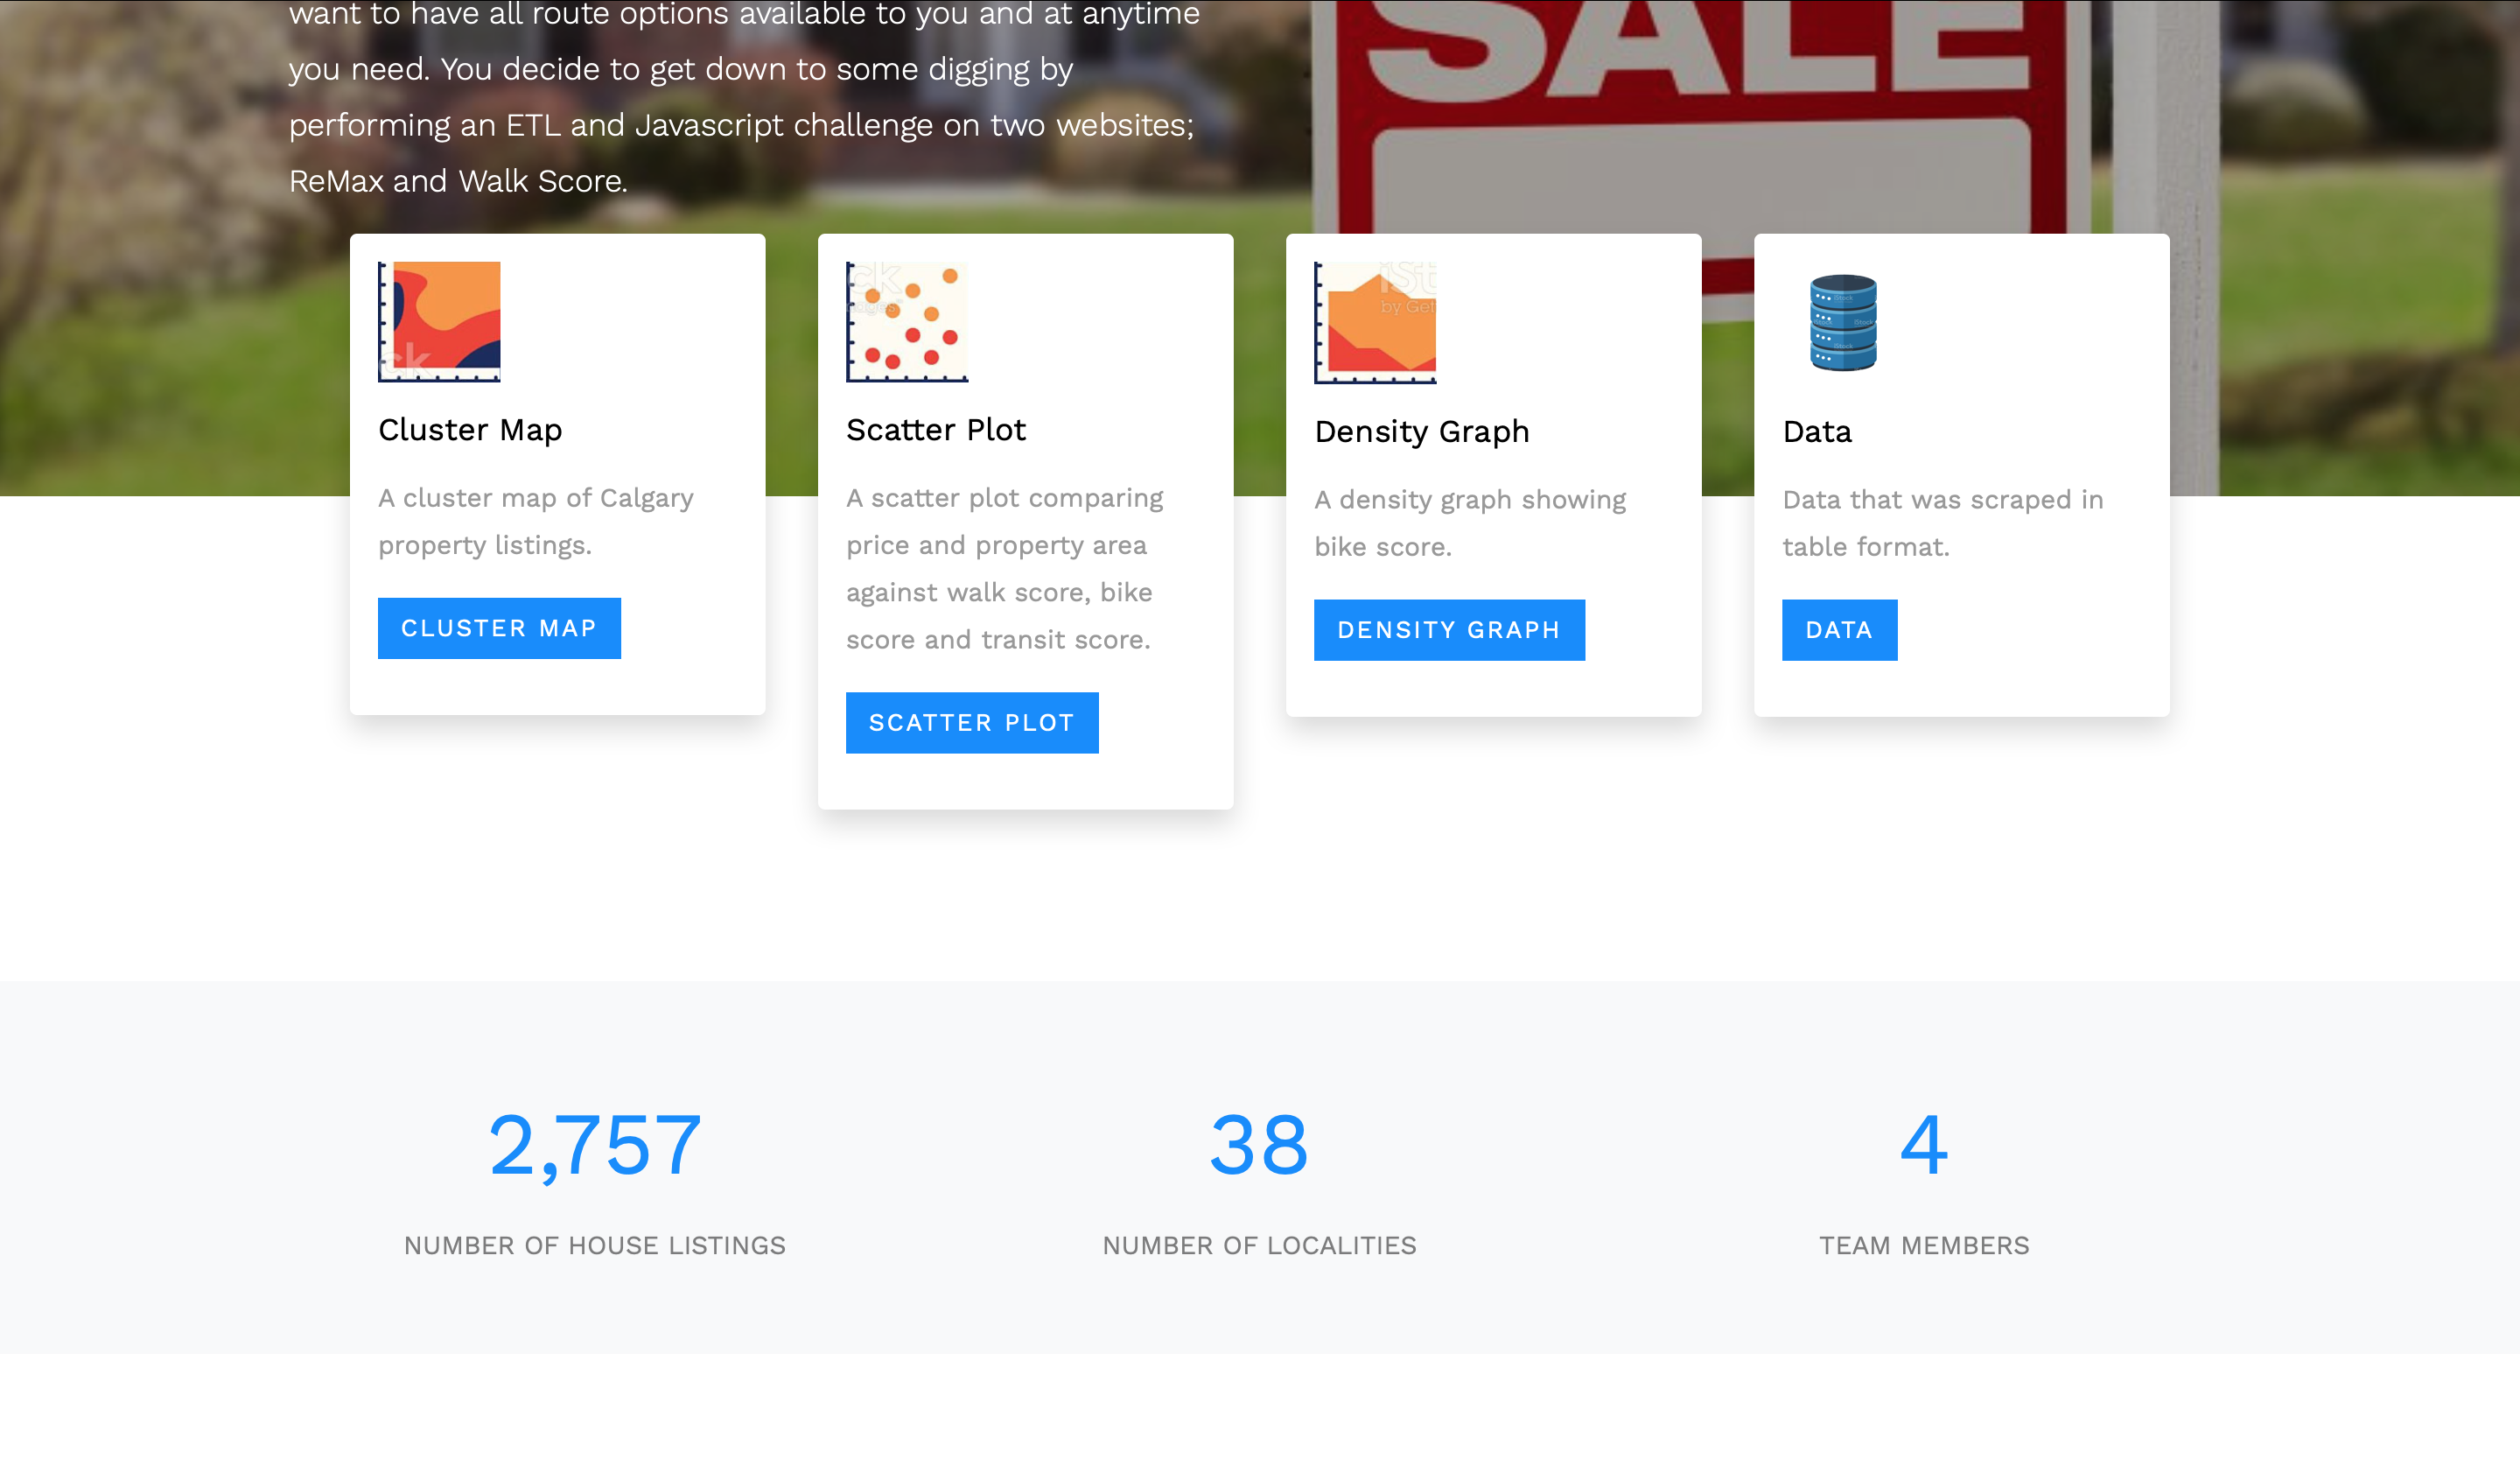 want to have all route options available to you and at anytime
you need. You decide to get down to some digging by
performing an ETL and Javascript challenge on two websites;
ReMax and Walk Score.
SALE
Cluster Map
A cluster map of Calgary
property listings.
CLUSTER MAP
Scatter Plot
A scatter plot comparing
price and property area
against walk score, bike
score and transit score.
SCATTER PLOT
iSt
by Get
Density Graph
A density graph showing
bike score.
DENSITY GRAPH
iStock
iStock
Data
Data that was scraped in
table format.
DATA
2,757
NUMBER OF HOUSE LISTINGS
38
NUMBER OF LOCALITIES
4
TEAM MEMBERS